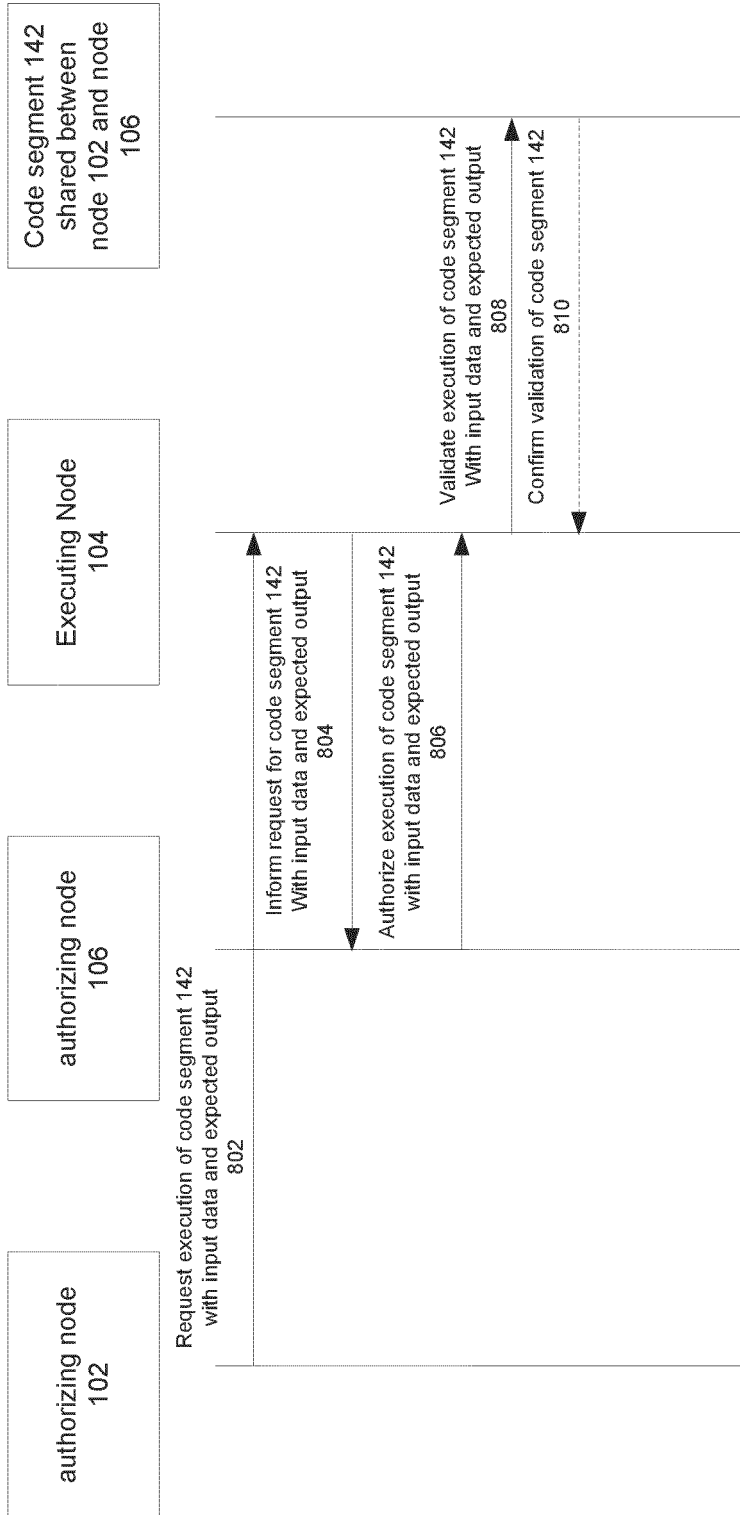 authorizing node
102
authorizing node
106
Executing Node
104
Code segment 142
shared between
node 102 and node
106
Request execution of code segment 142
with input data and expected output
802
Inform request for code segment 142
With input data and expected output
804
Authorize execution of code segment 142
with input data and expected output
806
Validate execution of code segment 142
With input data and expected output
808
Confirm validation of code segment 142
810